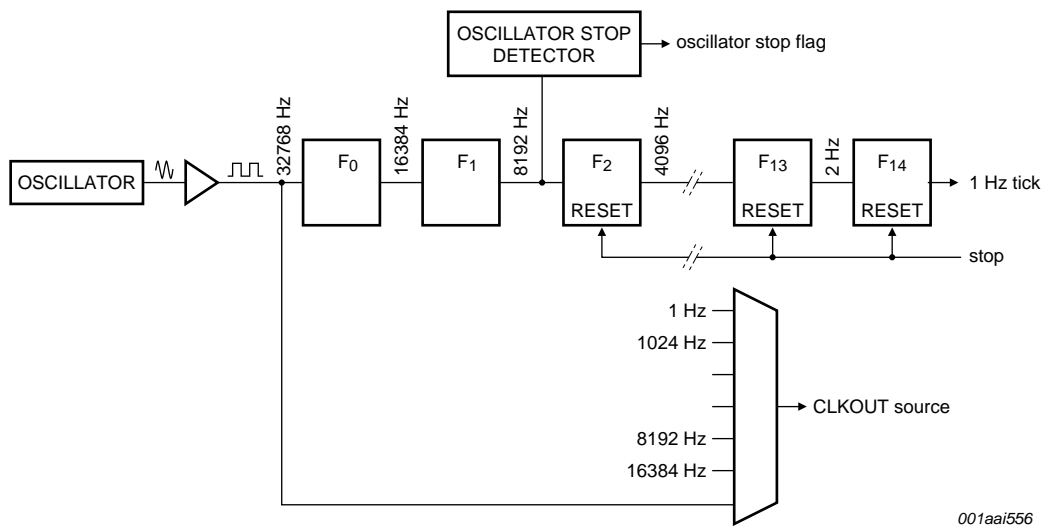 OSCILLATOR STOP
DETECTOR
oscillator stop flag
32768 Hz
16384 Hz
8192 Hz
4096 Hz
2 Hz
OSCILLATOR
F0
F1
F2
F13
F14
RESET
RESET
RESET
1 Hz tick
stop
1 Hz
1024 Hz
CLKOUT source
8192 Hz
16384 Hz
001aai556